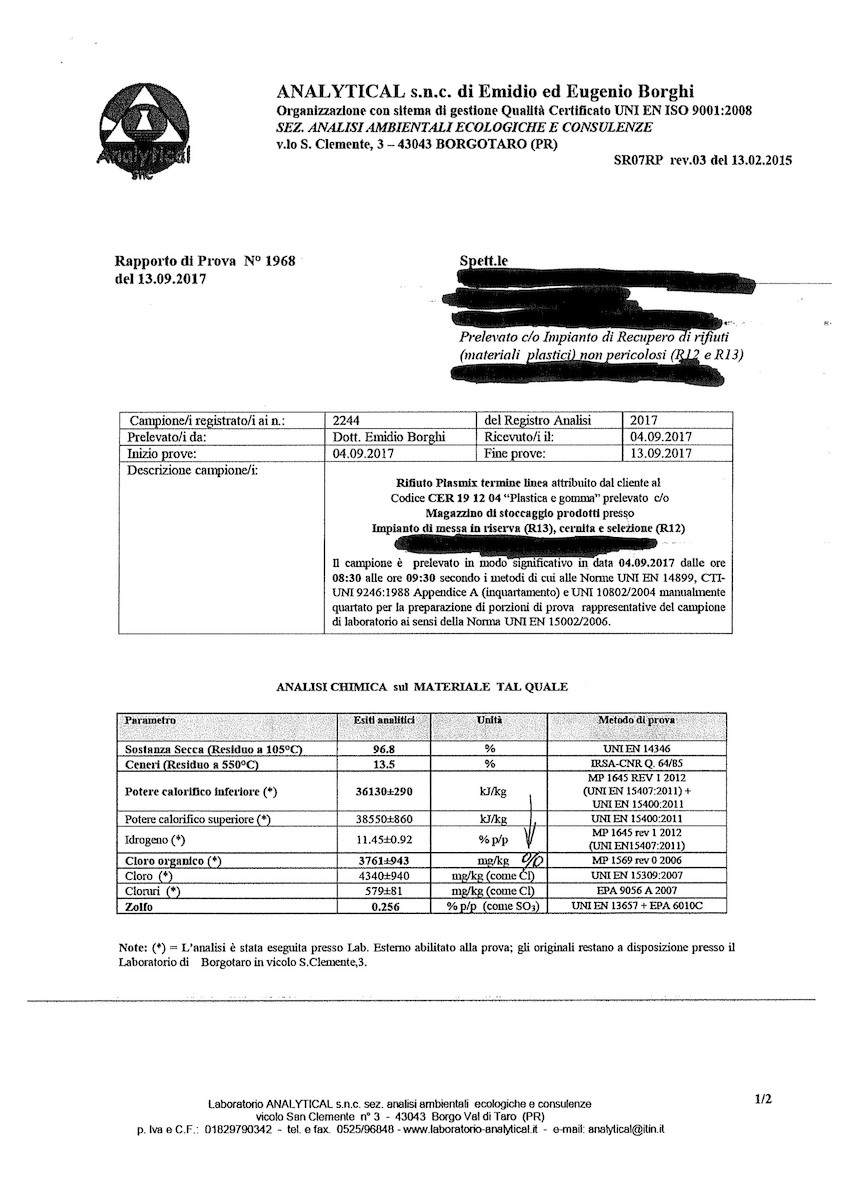 Analytical
snc
ANALYTICAL s.n.c. di Emidio ed Eugenio Borghi
Organizzazione con sitema di gestione Qualità Certificato UNI EN ISO 9001:2008
SEZ. ANALISI AMBIENTALI ECOLOGICHE E CONSULENZE
v.lo S. Clemente, 3 – 43043 BORGOTARO (PR)
SR07RP rev.03 del 13.02.2015
Rapporto di Prova N° 1968
del 13.09.2017
Spett.le
Prelevato c/o Impianto di Recupero di rifiuti
(materiali plastici) non pericolosi (R12 e R13)
Campione/i registrato/i ai n.: 2244 del Registro Analisi 2017
Prelevato/i da: Dott. Emidio Borghi Ricevuto/i il: 04.09.2017
Inizio prove: 04.09.2017 Fine prove: 13.09.2017
Descrizione campione/i:
Rifiuto Plasmix termine linea attribuito dal cliente al
Codice CER 19 12 04 “Plastica e gomma” prelevato c/o
Magazzino di stoccaggio prodotti presso
Impianto di messa in riserva (R13), cernita e selezione (R12)
Il campione è prelevato in modo significativo in data 04.09.2017 dalle ore
08:30 alle ore 09:30 secondo i metodi di cui alle Norme UNI EN 14899, CTI-
UNI 9246:1988 Appendice A (inquartamento) e UNI 10802/2004 manualmente
quartato per la preparazione di porzioni di prova rappresentative del campione
di laboratorio ai sensi della Norma UNI EN 15002/2006.
ANALISI CHIMICA sul MATERIALE TAL QUALE
Parametro Esiti analitici Unità Metodo di prova
Sostanza Secca (Residuo a 105°C) 96.8 % UNI EN 14346
Ceneri (Residuo a 550°C) 13.5 % IRSA-CNR Q. 64/85
Potere calorifico inferiore (*) 36130±290 kJ/kg MP 1645 REV 1 2012
(UNI EN 15407:2011) +
UNI EN 15400:2011
Potere calorifico superiore (*) 38550±860 kJ/kg UNI EN 15400:2011
Idrogeno (*) 11.45±0.92 % p/p MP 1645 rev 1 2012
(UNI EN15407:2011)
Cloro organico (*) 3761±943 mg/kg % MP 1569 rev 0 2006
Cloro (*) 4340±940 mg/kg (come Cl) UNI EN 15309:2007
Cloruri (*) 579±81 mg/kg (come Cl) EPA 9056 A 2007
Zolfo 0.256 % p/p (come SO₃) UNI EN 13657 + EPA 6010C
Note: (*) = L’analisi è stata eseguita presso Lab. Esterno abilitato alla prova; gli originali restano a disposizione presso il
Laboratorio di Borgotaro in vicolo S.Clemente,3.
1/2
Laboratorio ANALYTICAL s.n.c. sez. analisi ambientali ecologiche e consulenze
vicolo San Clemente n° 3 - 43043 Borgo Val di Taro (PR)
p. Iva e C.F.: 01829790342 - tel. e fax. 0525/96848 - www.laboratorio-analytical.it - e-mail: analytical@itin.it